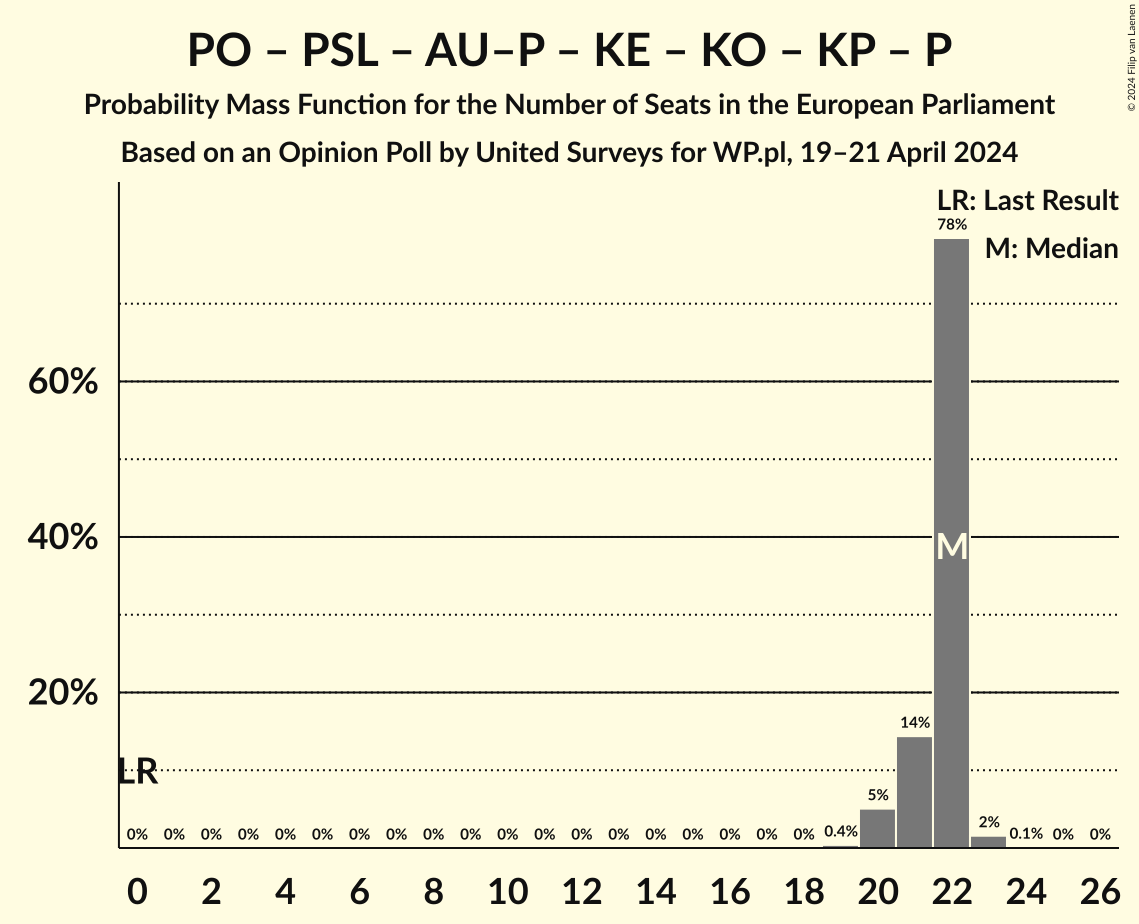 PO – PSL – AU–P – KE – KO – KP – P
Probability Mass Function for the Number of Seats in the European Parliament
Based on an Opinion Poll by United Surveys for WP.pl, 19–21 April 2024
© 2024 Filip van Laenen
LR: Last Result
M: Median
78%
60%
40%
M
20%
14%
LR
5%
0% 0% 0% 0% 0% 0% 0% 0% 0% 0% 0% 0% 0% 0% 0% 0% 0% 0% 0% 0.4% 2% 0.1% 0% 0%
0 2 4 6 8 10 12 14 16 18 20 22 24 26